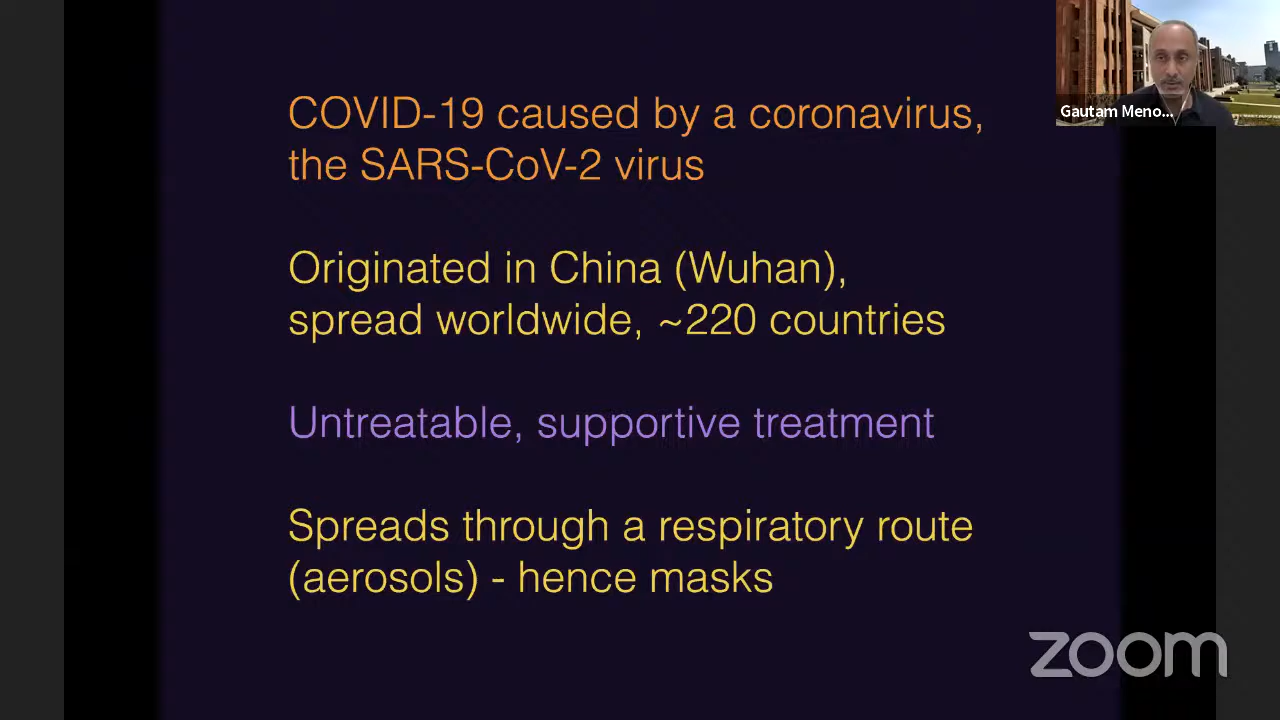 COVID-19 caused by a coronavirus,
the SARS-CoV-2 virus
Originated in China (Wuhan),
spread worldwide, ~220 countries
Untreatable, supportive treatment
Spreads through a respiratory route
(aerosols) - hence masks
Gautam Meno...
zoom